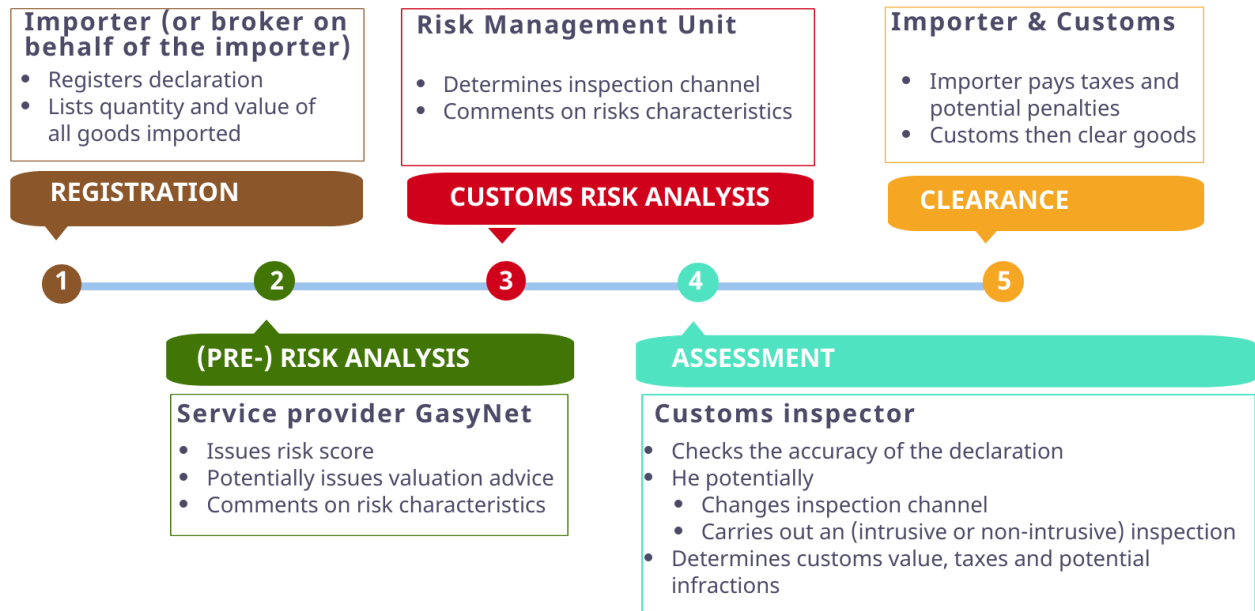 Importer (or broker on
behalf of the importer)
• Registers declaration
• Lists quantity and value of
all goods imported
REGISTRATION
Risk Management Unit
• Determines inspection channel
• Comments on risks characteristics
CUSTOMS RISK ANALYSIS
Importer & Customs
• Importer pays taxes and
potential penalties
• Customs then clear goods
CLEARANCE
1
2
3
4
5
(PRE-) RISK ANALYSIS
Service provider GasyNet
• Issues risk score
• Potentially issues valuation advice
• Comments on risk characteristics
ASSESSMENT
Customs inspector
• Checks the accuracy of the declaration
• He potentially
• Changes inspection channel
• Carries out an (intrusive or non-intrusive) inspection
• Determines customs value, taxes and potential
infractions